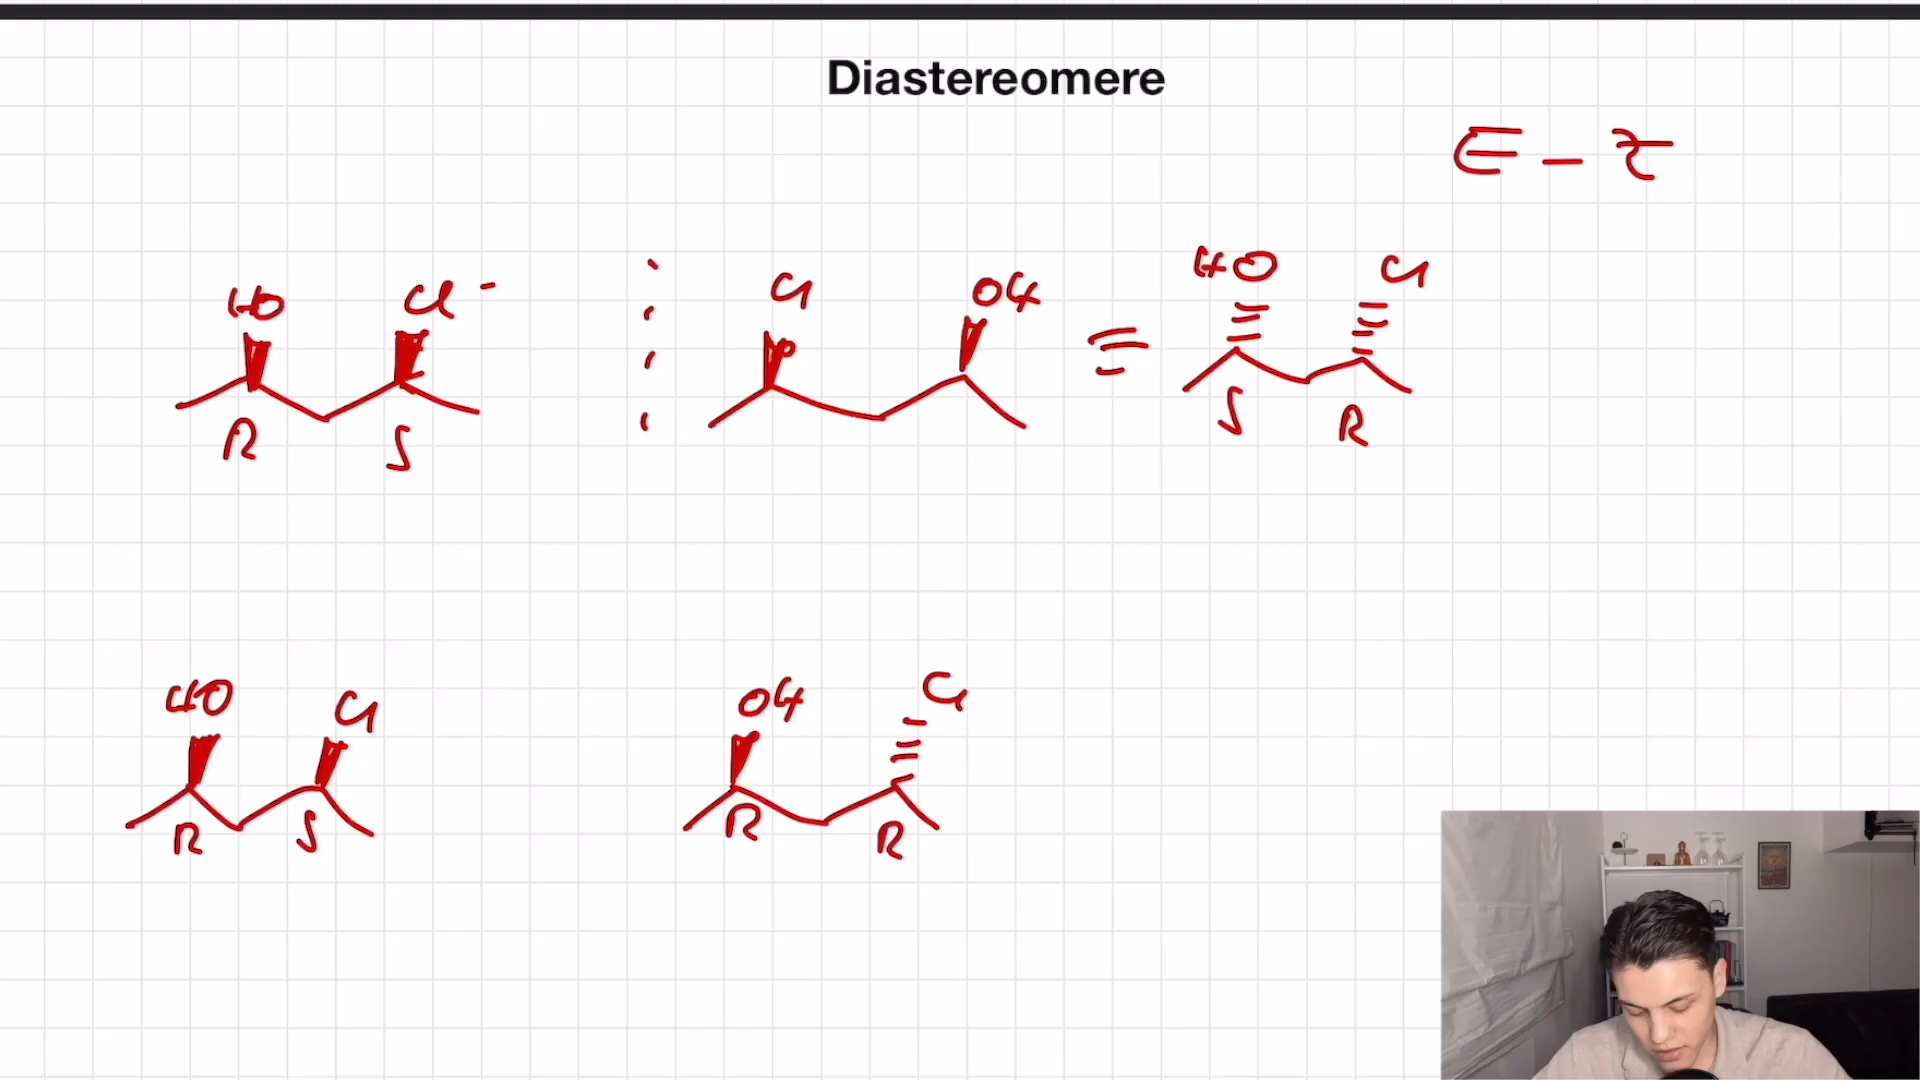 Diastereomere
E - Z
HO Cl
Cl OH = HO Cl
R S
S R
HO Cl
OH Cl
R S
R R